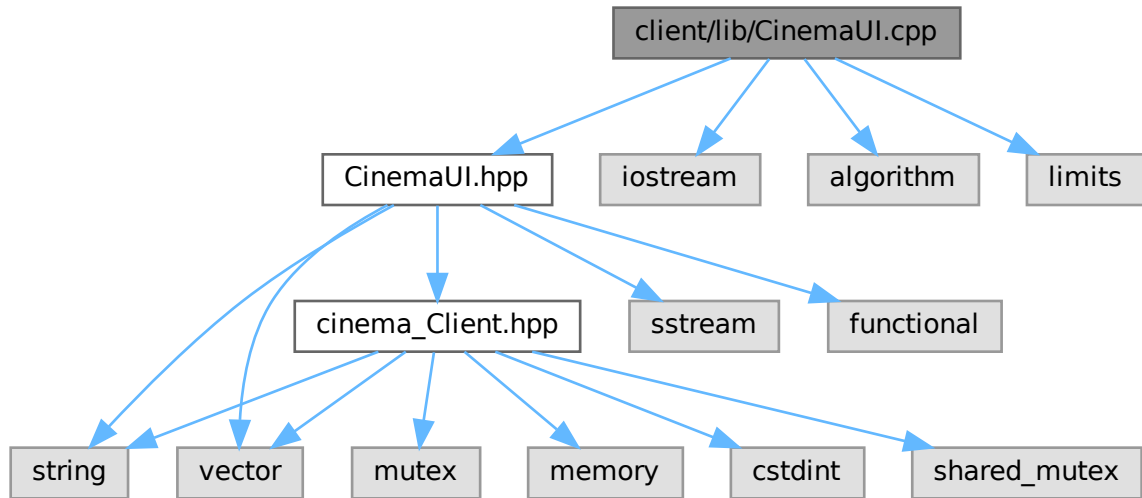 client/lib/CinemaUI.cpp
CinemaUI.hpp
iostream
algorithm
limits
cinema_Client.hpp
sstream
functional
string
vector
mutex
memory
cstdint
shared_mutex